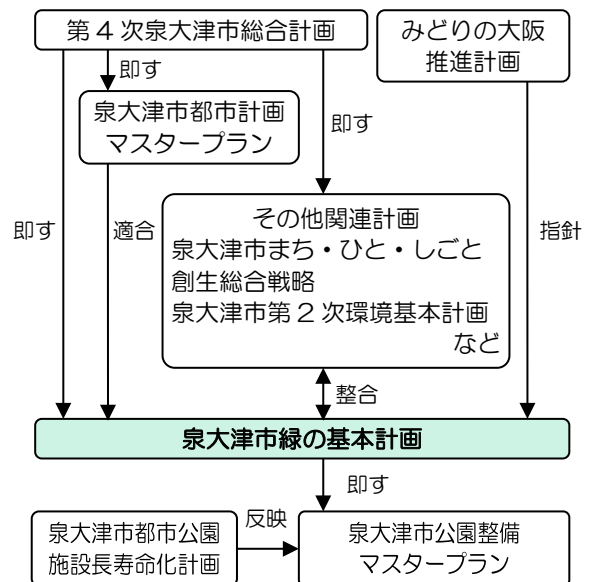 第4次泉大津市総合計画
みどりの大阪
推進計画
即す
泉大津市都市計画
マスタープラン
即す
即す
適合
指針
その他関連計画
泉大津市まち・ひと・しごと
創生総合戦略
泉大津市第2次環境基本計画
など
整合
泉大津市緑の基本計画
即す
泉大津市都市公園
施設長寿命化計画
反映
泉大津市公園整備
マスタープラン